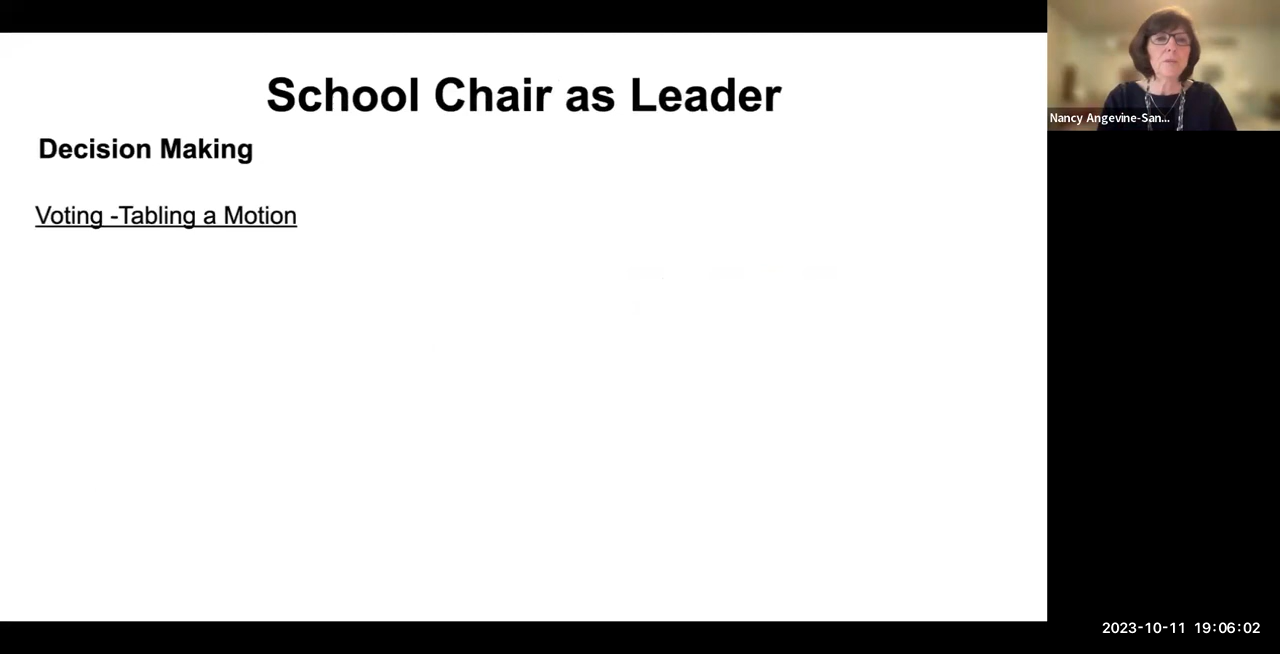 School Chair as Leader
Decision Making
Voting -Tabling a Motion
Nancy Angevine-San...
2023-10-11 19:06:02